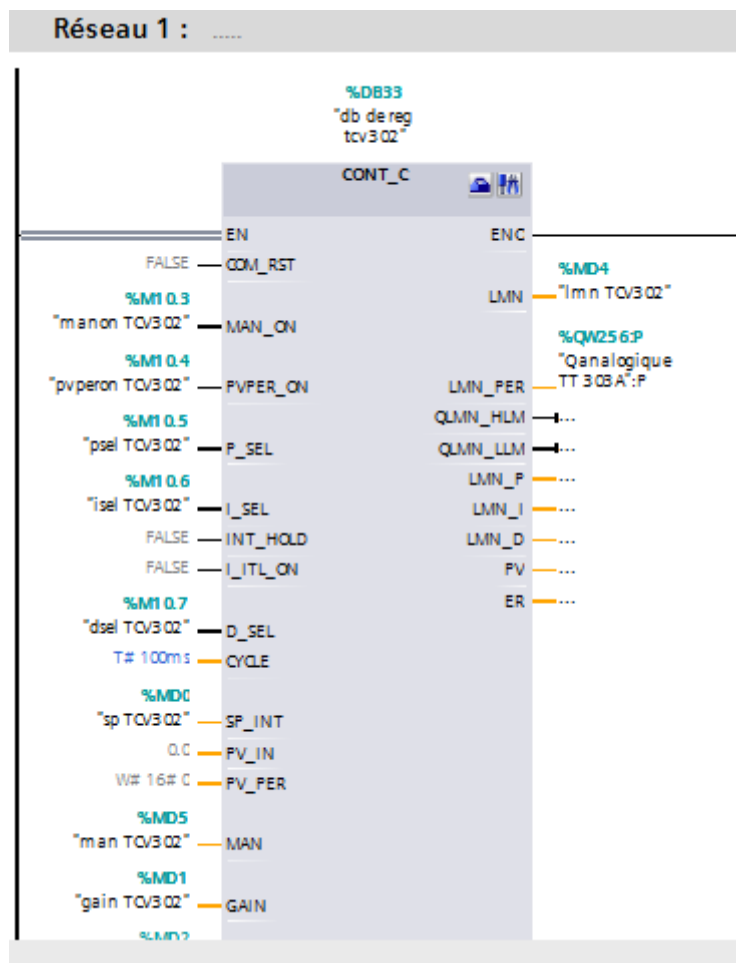 Réseau 1 : .....
%DB33
"db de reg
tcv302"
CONT_C
EN
ENO
FALSE
COM_RST
%MD4
"lmn TCV302"
LMN
%M10.3
"manon TCV302"
MAN_ON
%QW256:P
"Qanalogique
TT 303A":P
LMN_PER
%M10.4
"pvperon TCV302"
PVPER_ON
QLMN_HLM
...
%M10.5
"psel TCV302"
P_SEL
QLMN_LLM
...
LMN_P
...
%M10.6
"isel TCV302"
I_SEL
LMN_I
...
FALSE
INT_HOLD
LMN_D
...
FALSE
I_ITL_ON
PV
...
ER
...
%M10.7
"dsel TCV302"
D_SEL
T# 100ms
CYCLE
%MD0
"sp TCV302"
SP_INT
0.0
PV_IN
W# 16# 0
PV_PER
%MD5
"man TCV302"
MAN
%MD1
"gain TCV302"
GAIN
%MD2